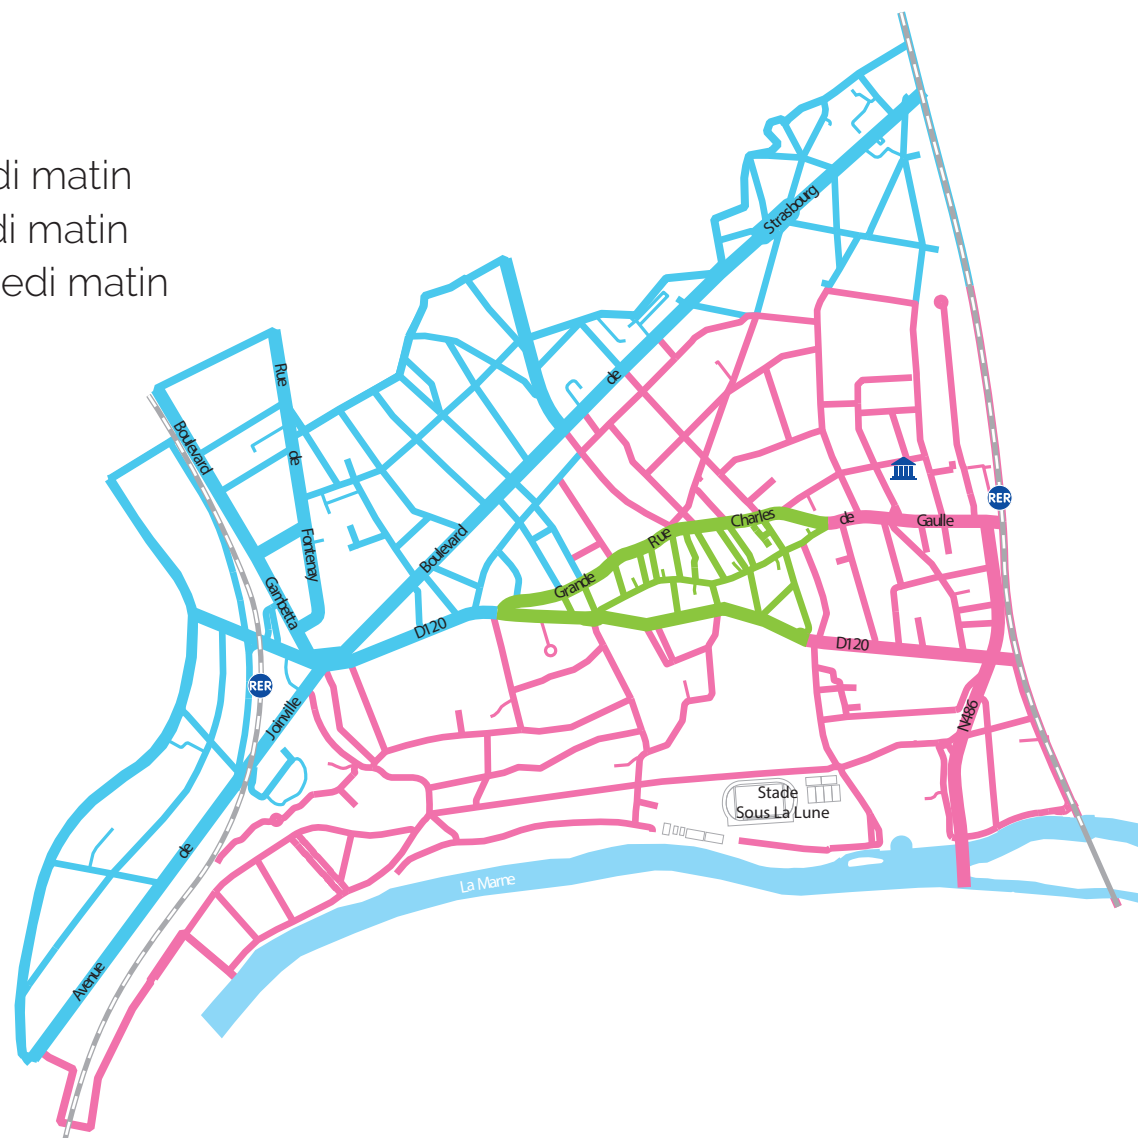 di matin
di matin
edi matin
Strasbourg
de
Boulevard
Rue
de
Fontenay
Boulevard
Gambetta
D120
Grande
Rue
Charles
de
Gaulle
RER
D120
N486
RER
Joinville
de
Avenue
Stade
Sous La Lune
La Marne